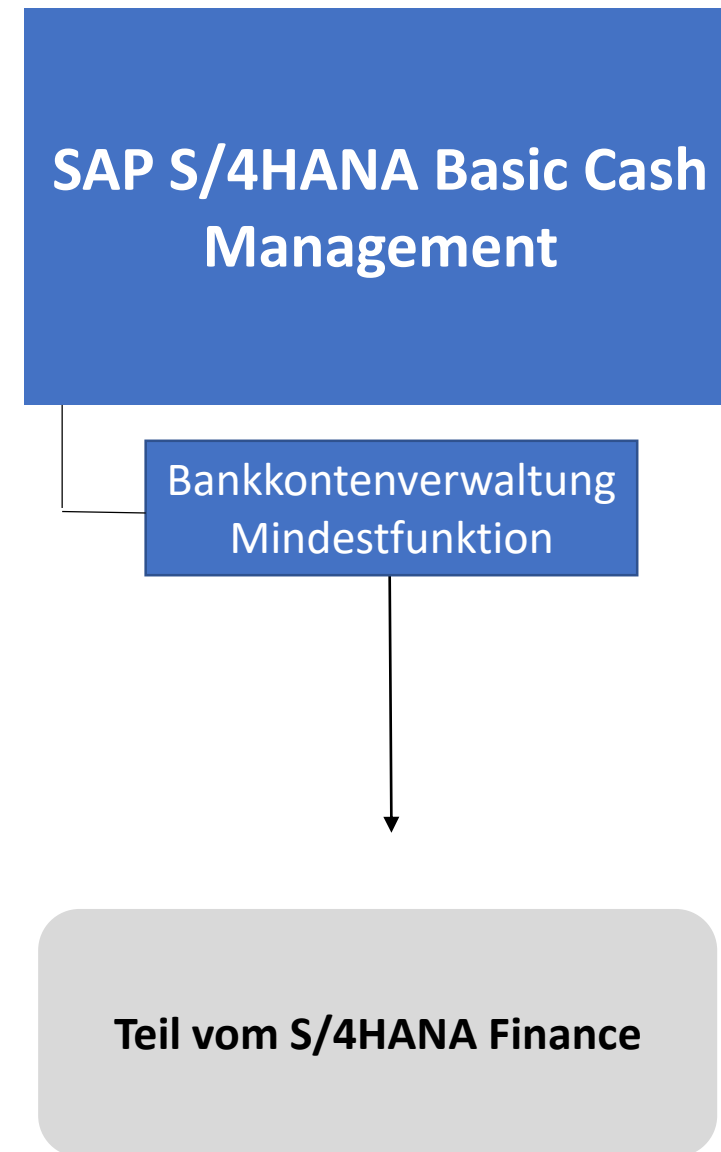 SAP S/4HANA Basic Cash
Management
Bankkontenverwaltung
Mindestfunktion
Teil vom S/4HANA Finance